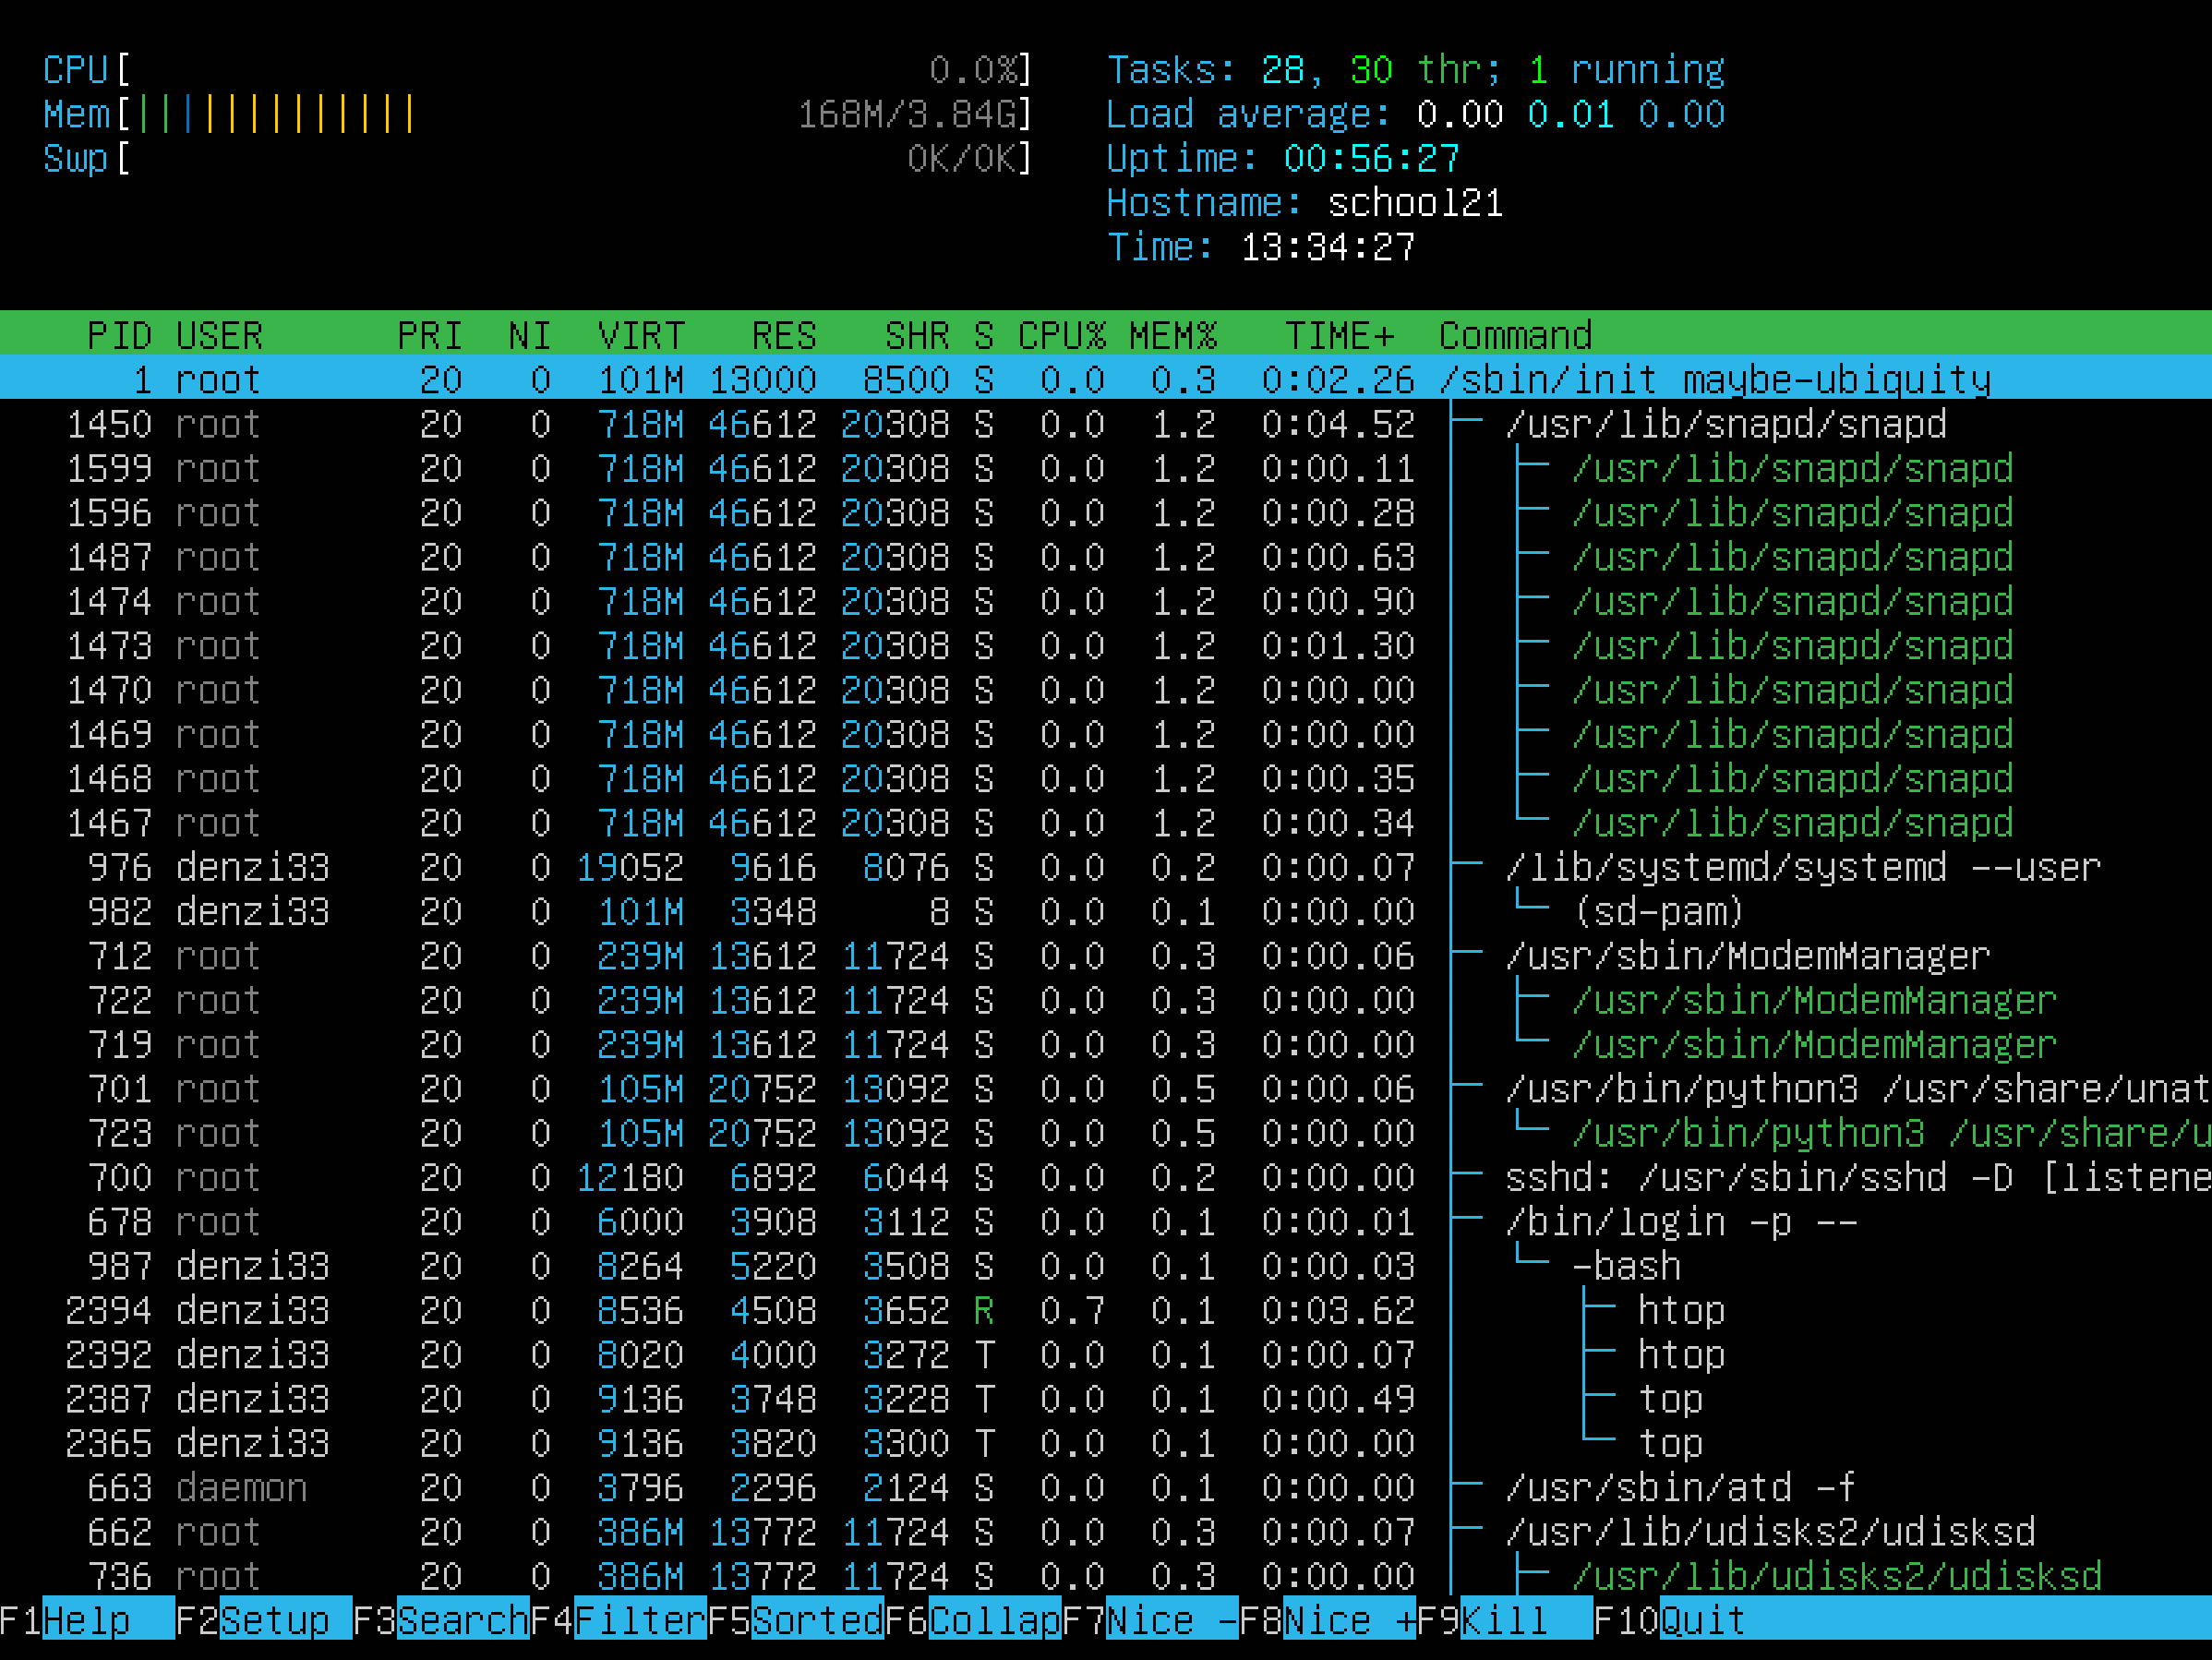 CPU[ 0.0%] Tasks: 28, 30 thr; 1 running
Mem[||||||||||||| 168M/3.84G] Load average: 0.00 0.01 0.00
Swp[ 0K/0K] Uptime: 00:56:27
Hostname: school21
Time: 13:34:27
PID USER PRI NI VIRT RES SHR S CPU% MEM% TIME+ Command
1 root 20 0 101M 13000 8500 S 0.0 0.3 0:02.26 /sbin/init maybe-ubiquity
1450 root 20 0 718M 46612 20308 S 0.0 1.2 0:04.52 ├─ /usr/lib/snapd/snapd
1599 root 20 0 718M 46612 20308 S 0.0 1.2 0:00.11 │ ├─ /usr/lib/snapd/snapd
1596 root 20 0 718M 46612 20308 S 0.0 1.2 0:00.28 │ ├─ /usr/lib/snapd/snapd
1487 root 20 0 718M 46612 20308 S 0.0 1.2 0:00.63 │ ├─ /usr/lib/snapd/snapd
1474 root 20 0 718M 46612 20308 S 0.0 1.2 0:00.90 │ ├─ /usr/lib/snapd/snapd
1473 root 20 0 718M 46612 20308 S 0.0 1.2 0:01.30 │ ├─ /usr/lib/snapd/snapd
1470 root 20 0 718M 46612 20308 S 0.0 1.2 0:00.00 │ ├─ /usr/lib/snapd/snapd
1469 root 20 0 718M 46612 20308 S 0.0 1.2 0:00.00 │ ├─ /usr/lib/snapd/snapd
1468 root 20 0 718M 46612 20308 S 0.0 1.2 0:00.35 │ ├─ /usr/lib/snapd/snapd
1467 root 20 0 718M 46612 20308 S 0.0 1.2 0:00.34 │ └─ /usr/lib/snapd/snapd
976 denzi33 20 0 19052 9616 8076 S 0.0 0.2 0:00.07 ├─ /lib/systemd/systemd --user
982 denzi33 20 0 101M 3348 8 S 0.0 0.1 0:00.00 │ └─ (sd-pam)
712 root 20 0 239M 13612 11724 S 0.0 0.3 0:00.06 ├─ /usr/sbin/ModemManager
722 root 20 0 239M 13612 11724 S 0.0 0.3 0:00.00 │ ├─ /usr/sbin/ModemManager
719 root 20 0 239M 13612 11724 S 0.0 0.3 0:00.00 │ └─ /usr/sbin/ModemManager
701 root 20 0 105M 20752 13092 S 0.0 0.5 0:00.06 ├─ /usr/bin/python3 /usr/share/unat
723 root 20 0 105M 20752 13092 S 0.0 0.5 0:00.00 │ └─ /usr/bin/python3 /usr/share/u
700 root 20 0 12180 6892 6044 S 0.0 0.2 0:00.00 ├─ sshd: /usr/sbin/sshd -D [listene
678 root 20 0 6000 3908 3112 S 0.0 0.1 0:00.01 ├─ /bin/login -p --
987 denzi33 20 0 8264 5220 3508 S 0.0 0.1 0:00.03 │ └─ -bash
2394 denzi33 20 0 8536 4508 3652 R 0.7 0.1 0:03.62 │ ├─ htop
2392 denzi33 20 0 8020 4000 3272 T 0.0 0.1 0:00.07 │ ├─ htop
2387 denzi33 20 0 9136 3748 3228 T 0.0 0.1 0:00.49 │ ├─ top
2365 denzi33 20 0 9136 3820 3300 T 0.0 0.1 0:00.00 │ └─ top
663 daemon 20 0 3796 2296 2124 S 0.0 0.1 0:00.00 ├─ /usr/sbin/atd -f
662 root 20 0 386M 13772 11724 S 0.0 0.3 0:00.07 ├─ /usr/lib/udisks2/udisksd
736 root 20 0 386M 13772 11724 S 0.0 0.3 0:00.00 │ ├─ /usr/lib/udisks2/udisksd
F1Help F2Setup F3SearchF4FilterF5SortedF6CollapF7Nice -F8Nice +F9Kill F10Quit